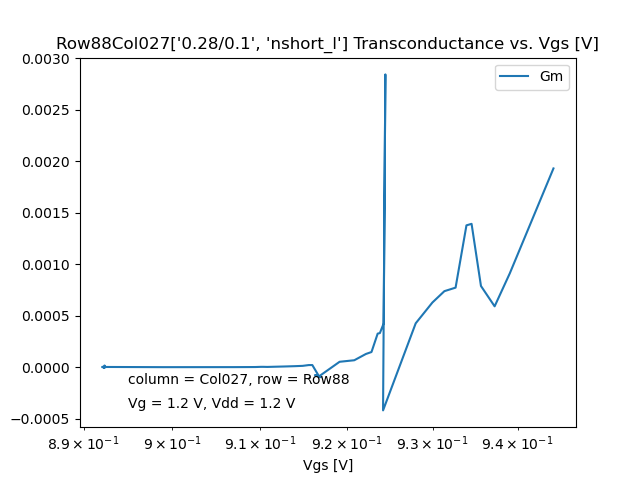 Row88Col027['0.28/0.1', 'nshort_l'] Transconductance vs. Vgs [V]
Gm
0.0030
0.0025
0.0020
0.0015
0.0010
0.0005
0.0000
−0.0005
column = Col027, row = Row88
Vg = 1.2 V, Vdd = 1.2 V
8.9 × 10⁻¹ 9 × 10⁻¹ 9.1 × 10⁻¹ 9.2 × 10⁻¹ 9.3 × 10⁻¹ 9.4 × 10⁻¹
Vgs [V]